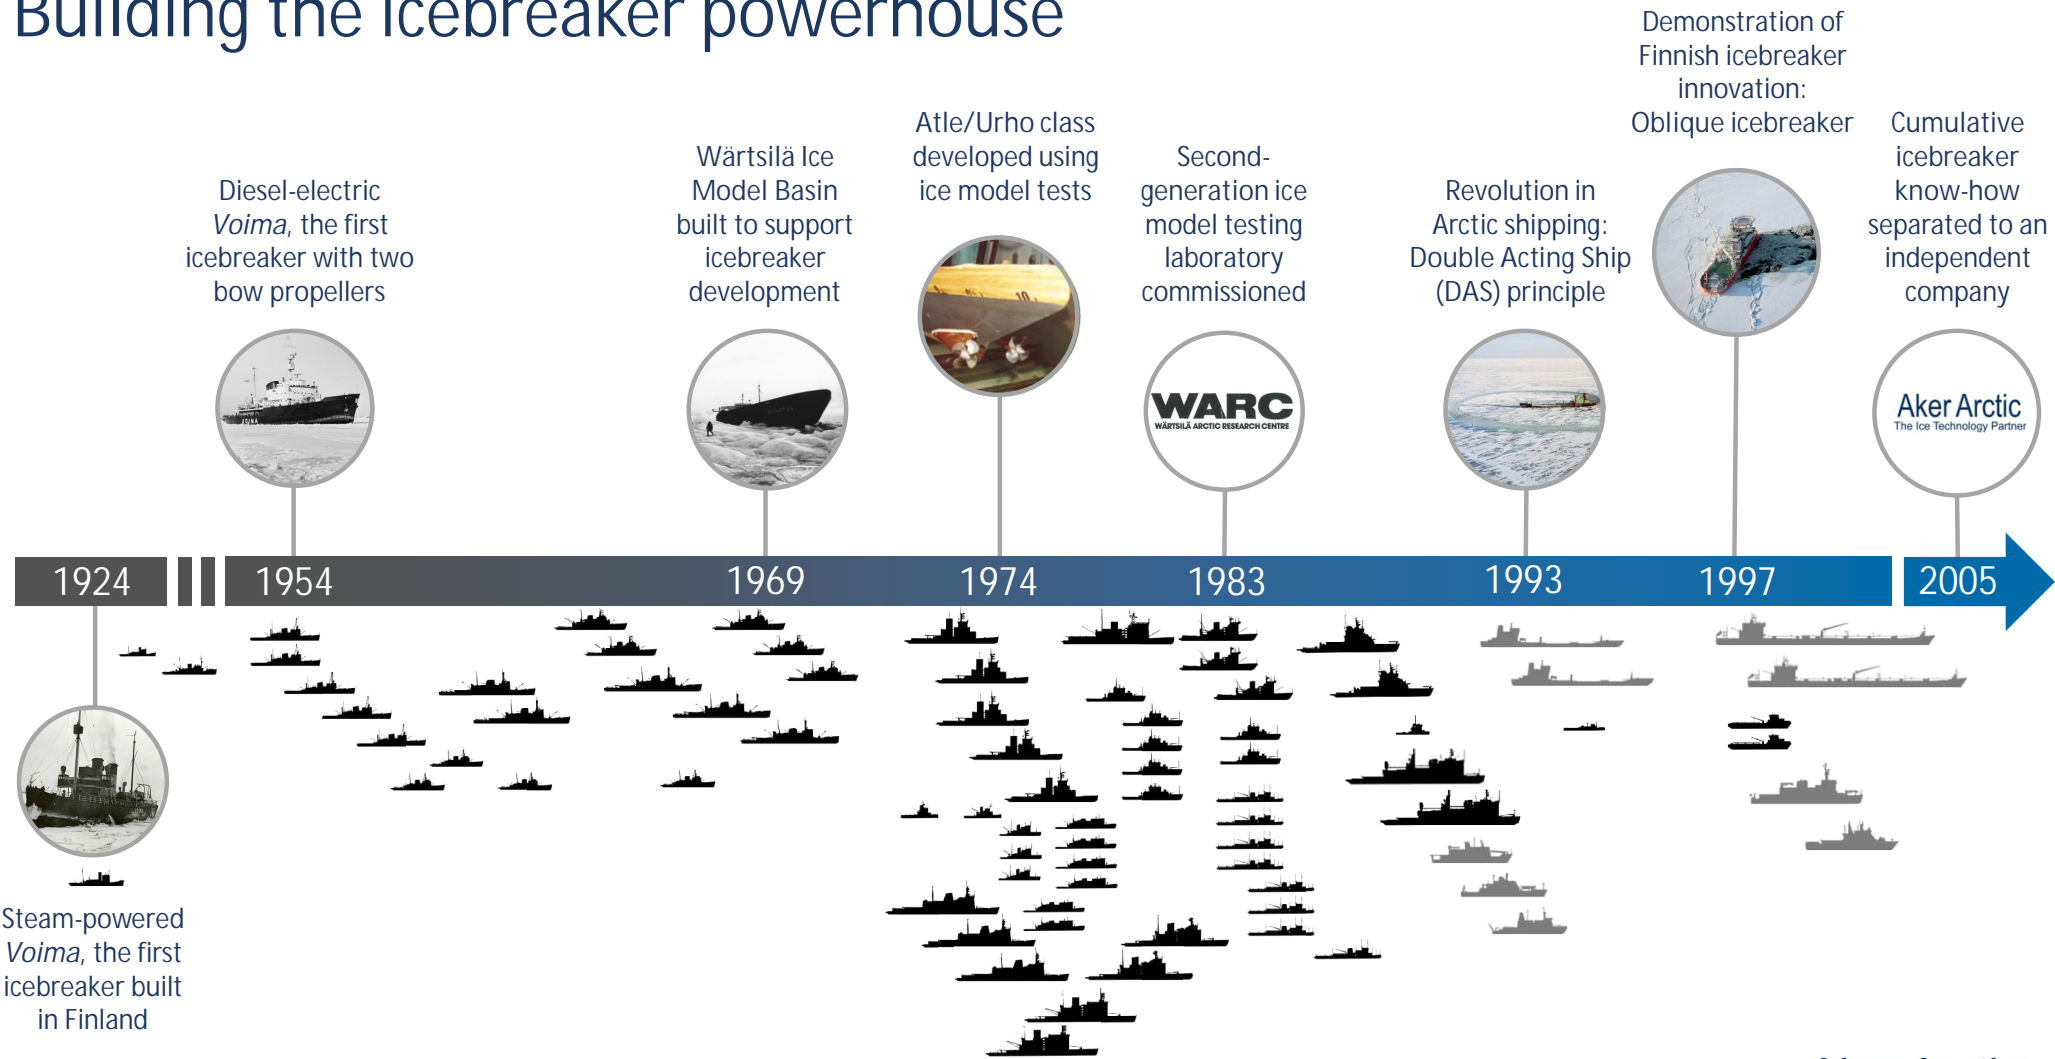 Building the icebreaker powerhouse
Demonstration of
Finnish icebreaker
innovation:
Oblique icebreaker
Diesel-electric
Voima, the first
icebreaker with two
bow propellers
Wärtsilä Ice
Model Basin
built to support
icebreaker
development
Atle/Urho class
developed using
ice model tests
Second-
generation ice
model testing
laboratory
commissioned
Revolution in
Arctic shipping:
Double Acting Ship
(DAS) principle
Cumulative
icebreaker
know-how
separated to an
independent
company
VOIMA
10
WARC
WÄRTSILÄ ARCTIC RESEARCH CENTRE
Aker Arctic
The Ice Technology Partner
1924
1954
1969
1974
1983
1993
1997
2005
Steam-powered
Voima, the first
icebreaker built
in Finland